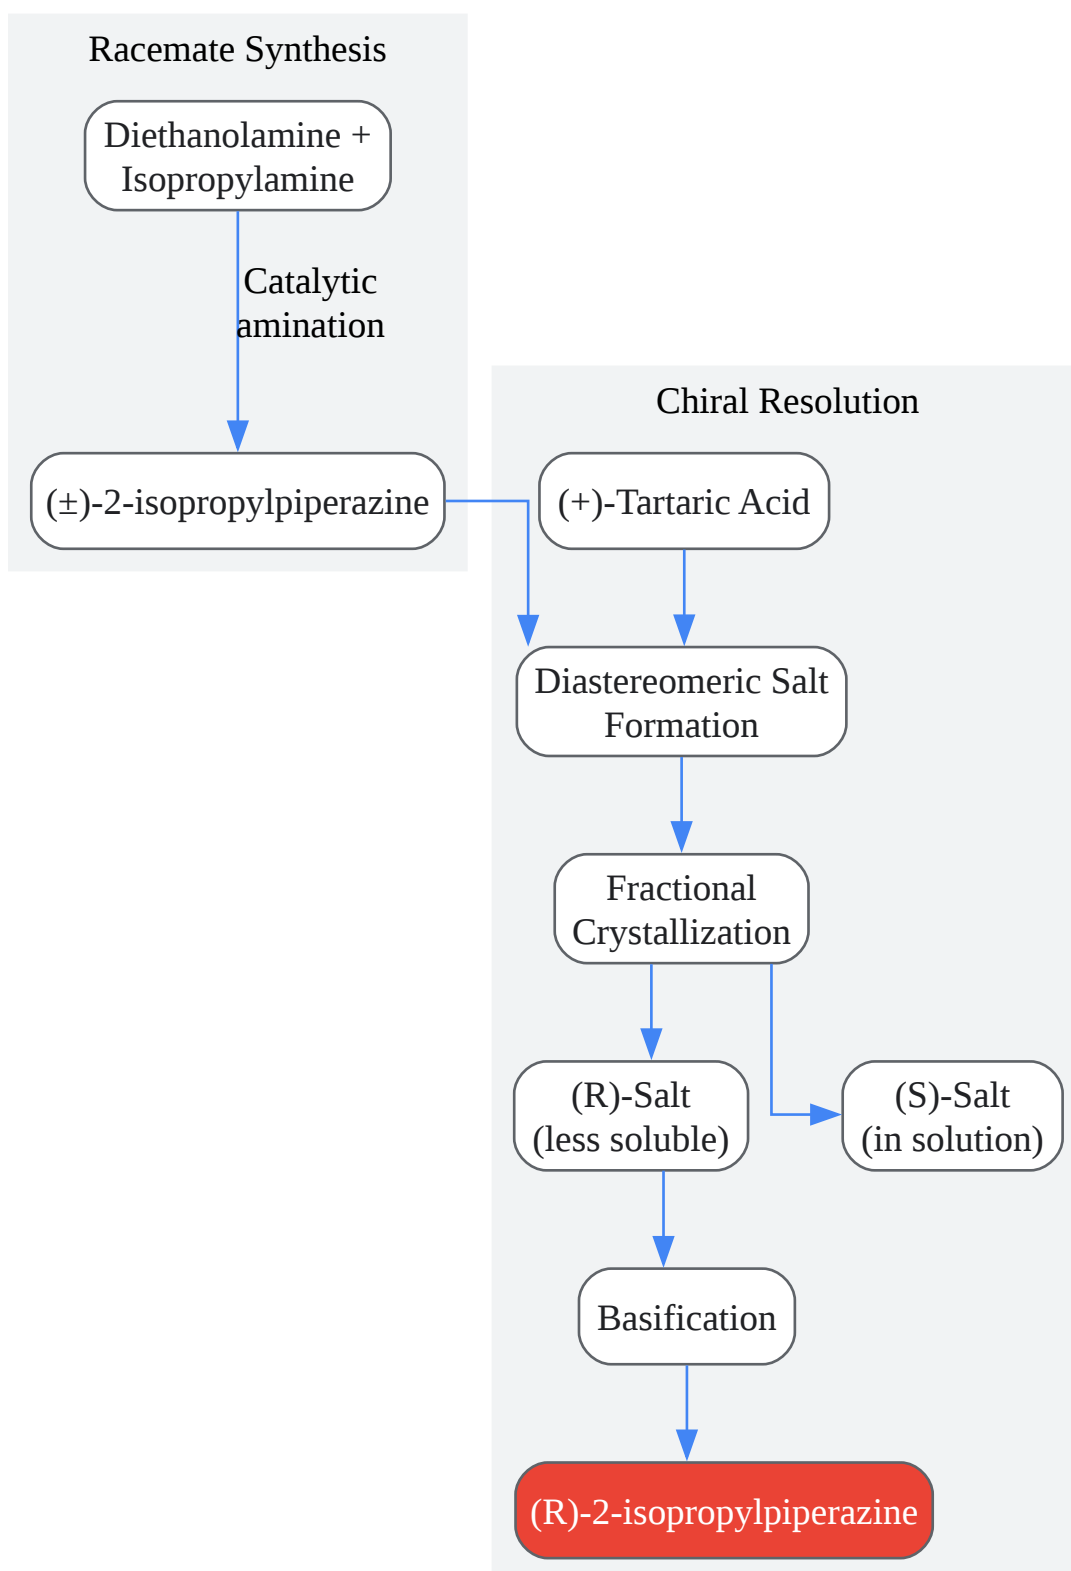 Racemate Synthesis
Diethanolamine +
Isopropylamine
Catalytic
amination
(±)-2-isopropylpiperazine
Chiral Resolution
(+)-Tartaric Acid
Diastereomeric Salt
Formation
Fractional
Crystallization
(R)-Salt
(less soluble)
(S)-Salt
(in solution)
Basification
(R)-2-isopropylpiperazine